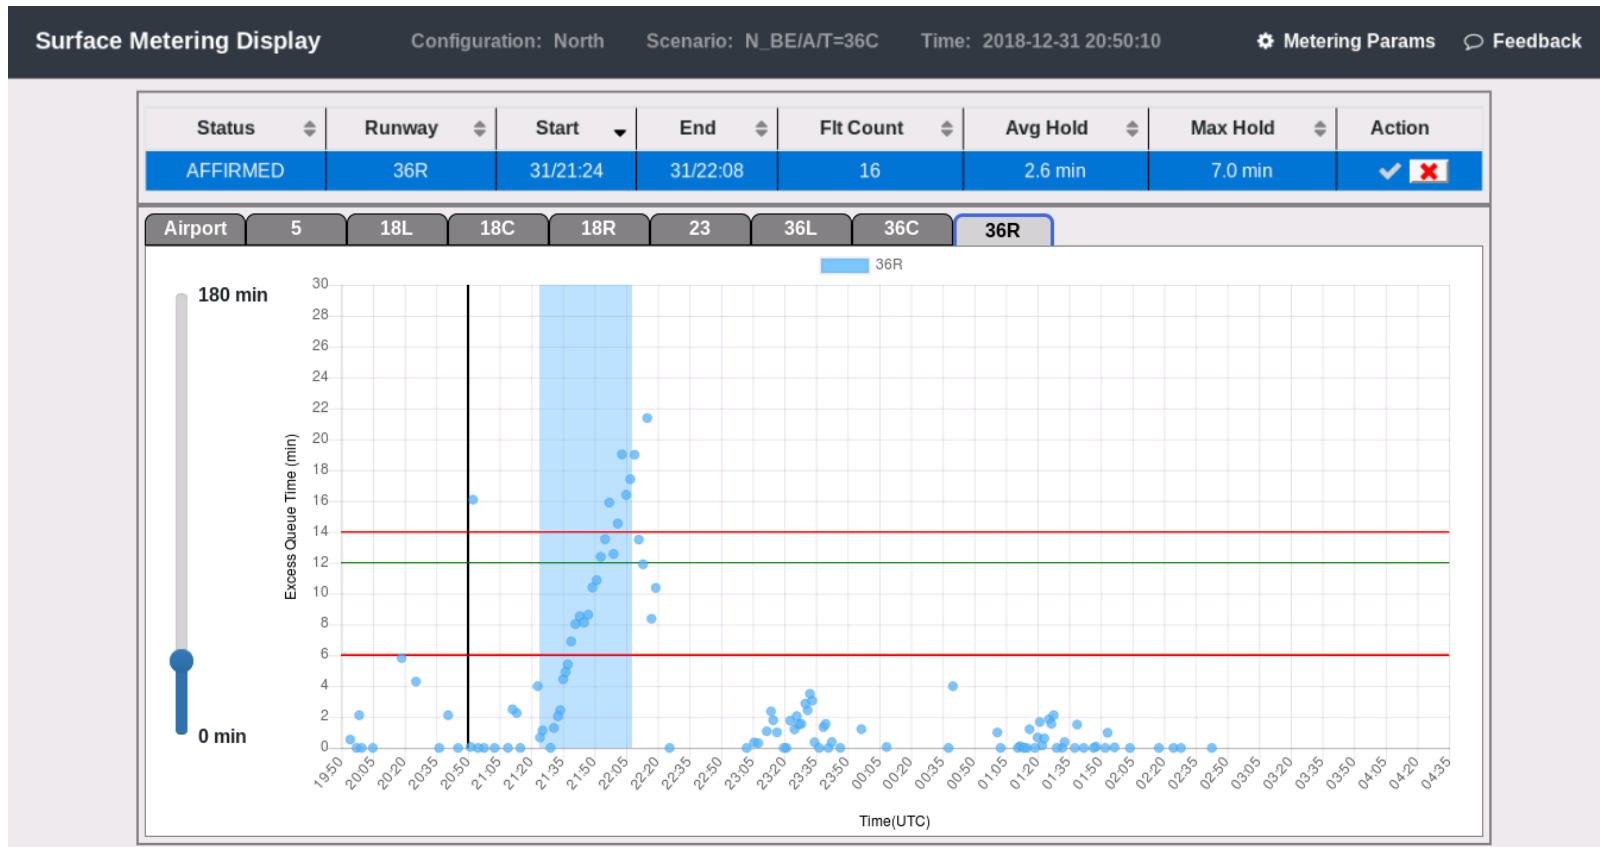 Surface Metering Display Configuration: North Scenario: N_BE/A/T=36C Time: 2018-12-31 20:50:10 Metering Params Feedback
Status Runway Start End Flt Count Avg Hold Max Hold Action
AFFIRMED 36R 31/21:24 31/22:08 16 2.6 min 7.0 min
Airport 5 18L 18C 18R 23 36L 36C 36R
36R
180 min
0 min
30
28
26
24
22
20
18
16
14
12
10
8
6
4
2
0
Excess Queue Time (min)
19:50 20:05 20:20 20:35 20:50 21:05 21:20 21:35 21:50 22:05 22:20 22:35 22:50 23:05 23:20 23:35 23:50 00:05 00:20 00:35 00:50 01:05 01:20 01:35 01:50 02:05 02:20 02:35 02:50 03:05 03:20 03:35 03:50 04:05 04:20 04:35
Time(UTC)